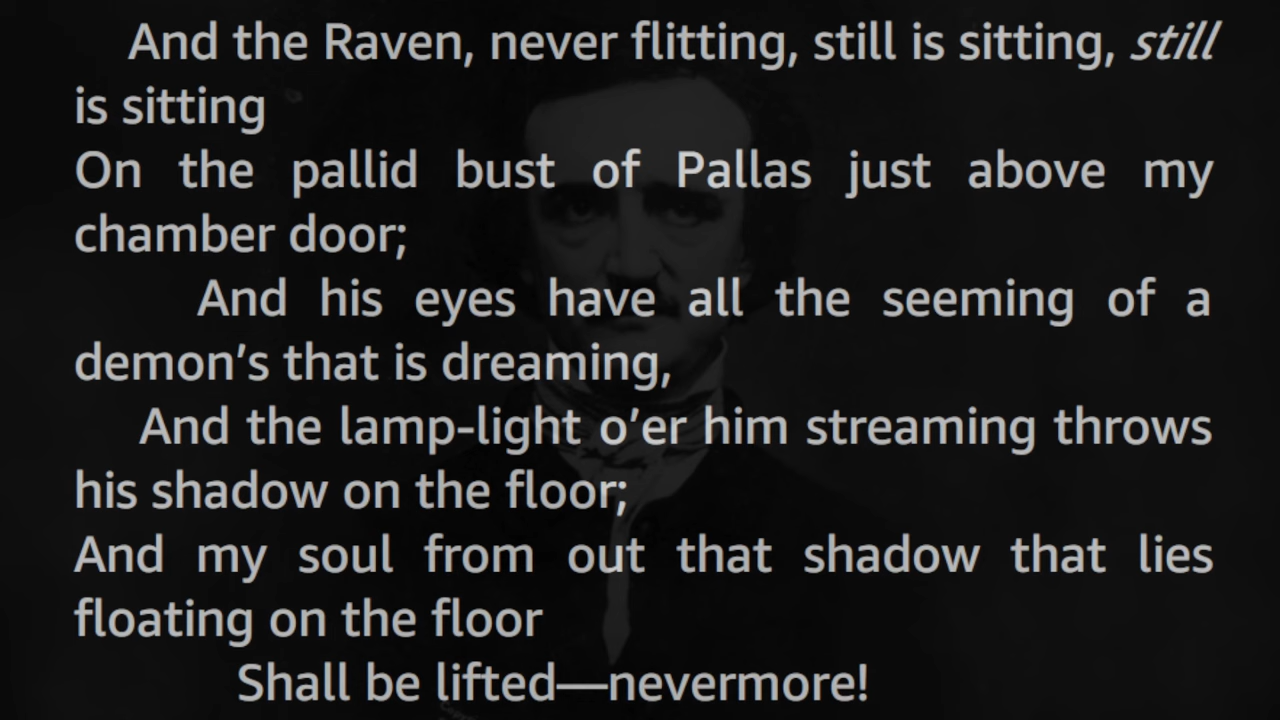 And the Raven, never flitting, still is sitting, still
is sitting
On the pallid bust of Pallas just above my
chamber door;
And his eyes have all the seeming of a
demon’s that is dreaming,
And the lamp-light o’er him streaming throws
his shadow on the floor;
And my soul from out that shadow that lies
floating on the floor
Shall be lifted—nevermore!